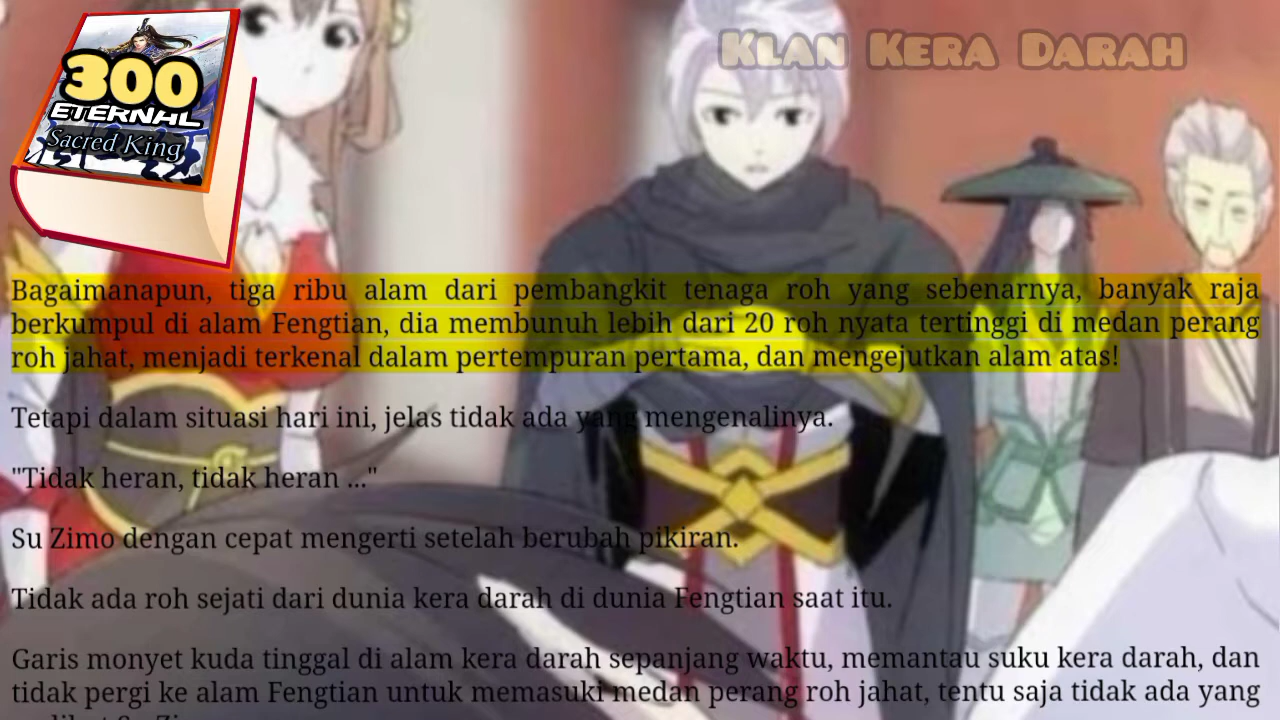 Klan Kera Darah
300
ETERNAL
Sacred King
Bagaimanapun, tiga ribu alam dari pembangkit tenaga roh yang sebenarnya, banyak raja
berkumpul di alam Fengtian, dia membunuh lebih dari 20 roh nyata tertinggi di medan perang
roh jahat, menjadi terkenal dalam pertempuran pertama, dan mengejutkan alam atas!
Tetapi dalam situasi hari ini, jelas tidak ada yang mengenalinya.
"Tidak heran, tidak heran ..."
Su Zimo dengan cepat mengerti setelah berubah pikiran.
Tidak ada roh sejati dari dunia kera darah di dunia Fengtian saat itu.
Garis monyet kuda tinggal di alam kera darah sepanjang waktu, memantau suku kera darah, dan
tidak pergi ke alam Fengtian untuk memasuki medan perang roh jahat, tentu saja tidak ada yang